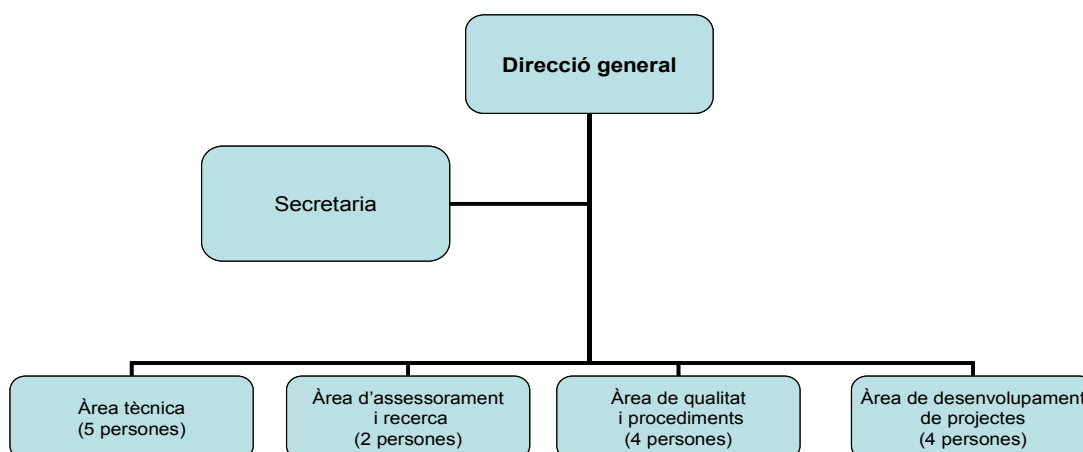 Direcció general
Secretaria
Àrea tècnica
(5 persones)
Àrea d’assessorament
i recerca
(2 persones)
Àrea de qualitat
i procediments
(4 persones)
Àrea de desenvolupament
de projectes
(4 persones)